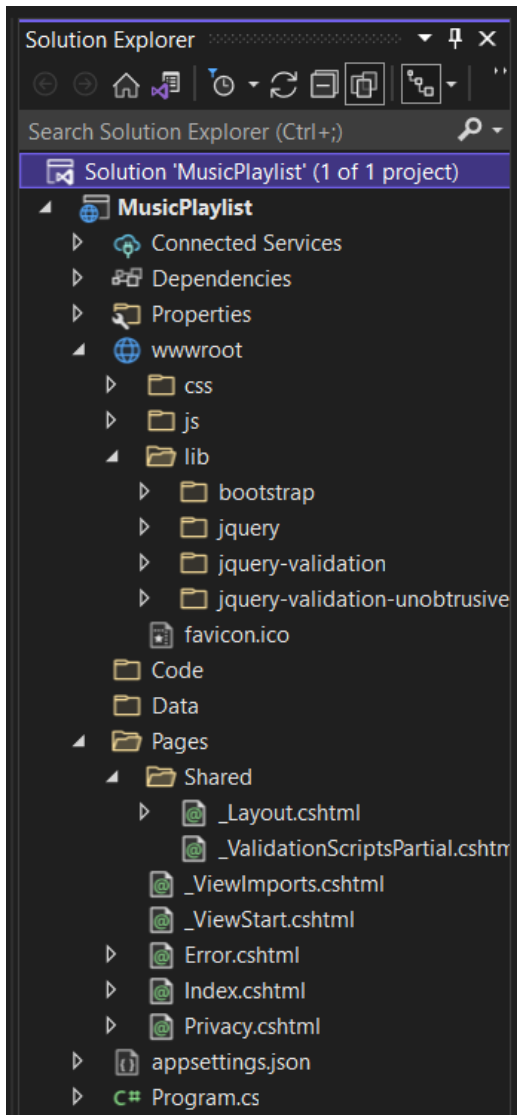 Solution Explorer
Search Solution Explorer (Ctrl+;)
Solution 'MusicPlaylist' (1 of 1 project)
MusicPlaylist
Connected Services
Dependencies
Properties
wwwroot
css
js
lib
bootstrap
jquery
jquery-validation
jquery-validation-unobtrusive
favicon.ico
Code
Data
Pages
Shared
_Layout.cshtml
_ValidationScriptsPartial.cshtm
_ViewImports.cshtml
_ViewStart.cshtml
Error.cshtml
Index.cshtml
Privacy.cshtml
appsettings.json
C# Program.cs